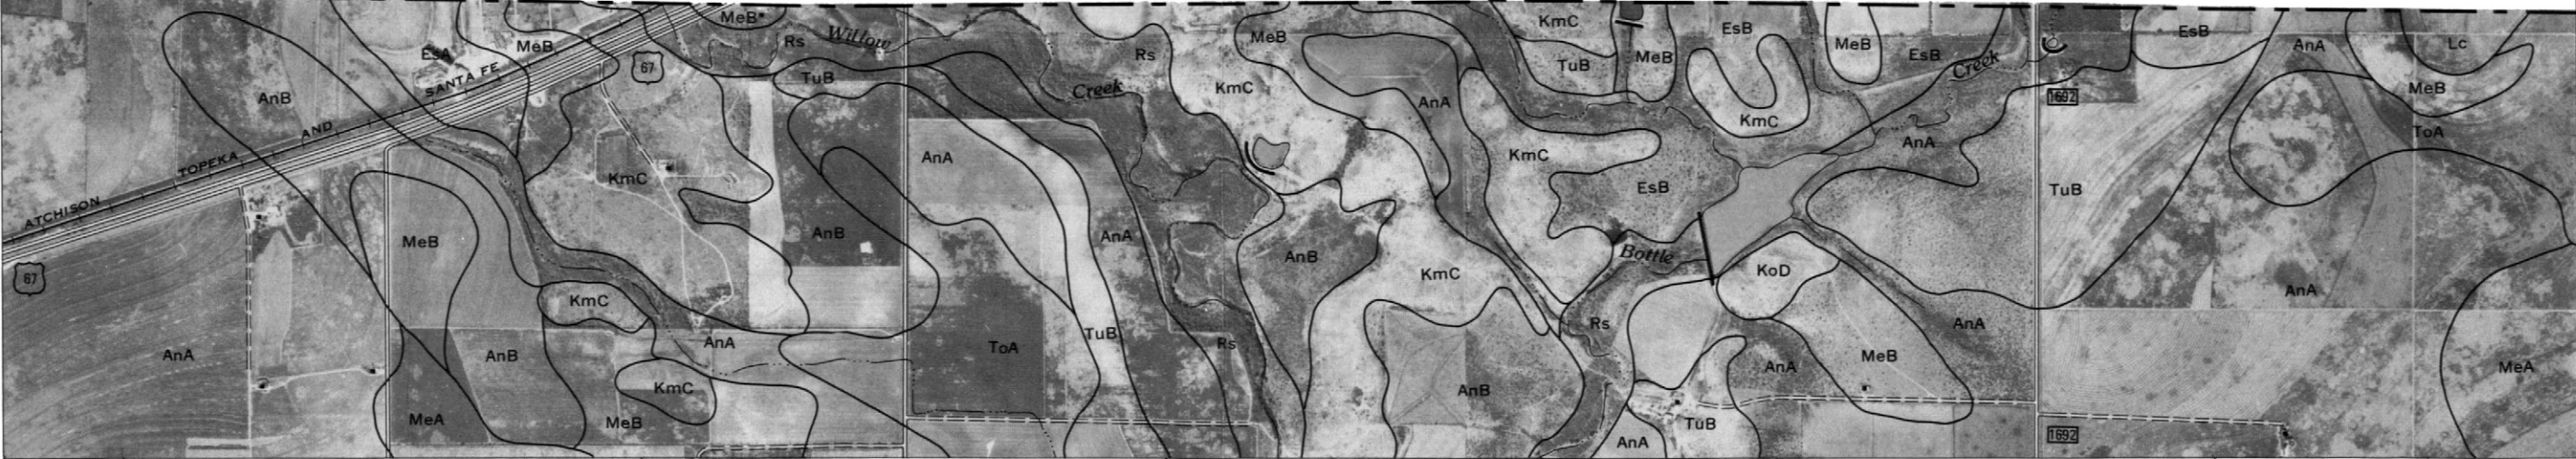 MeB
Rs
Willow
KmC
EsB
EsB
AnA
Lc
EsA
MeB
67
MeB
MeB
MeB
EsB
Rs
TuB
MeB
TuB
Creek
SANTA FE
KmC
Creek
AnB
AnA
1692
AND
KmC
AnA
ToA
TOPEKA
AnA
KmC
KmC
EsB
TuB
ATCHISON
MeB
AnB
AnA
AnB
Bottle
67
KmC
KmC
KoD
AnA
AnA
AnB
AnA
ToA
TuB
Rs
Rs
AnA
MeB
AnA
MeA
KmC
AnB
MeA
MeB
TuB
AnA
1692